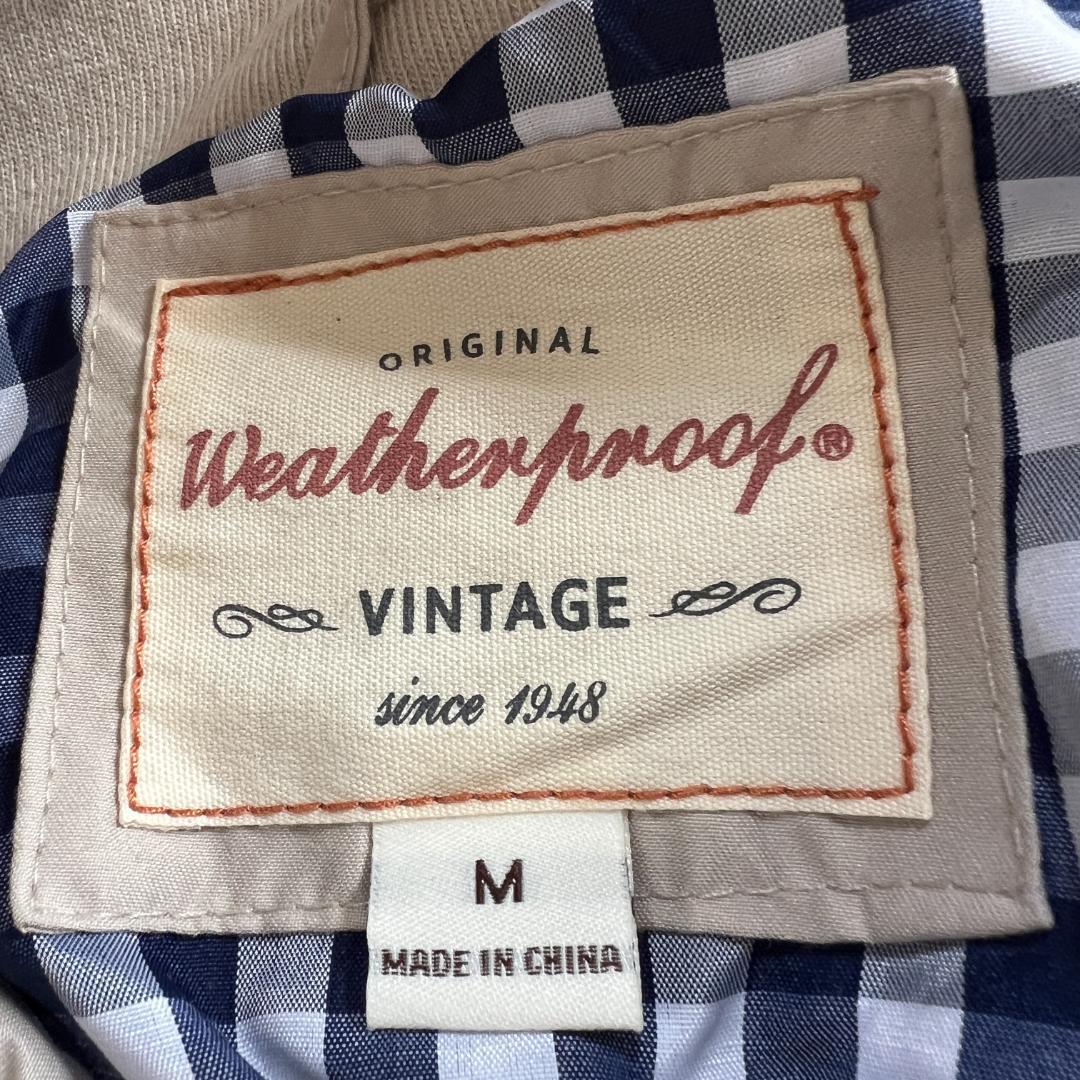 ORIGINAL
Weatherproof®
VINTAGE
since 1948
M
MADE IN CHINA